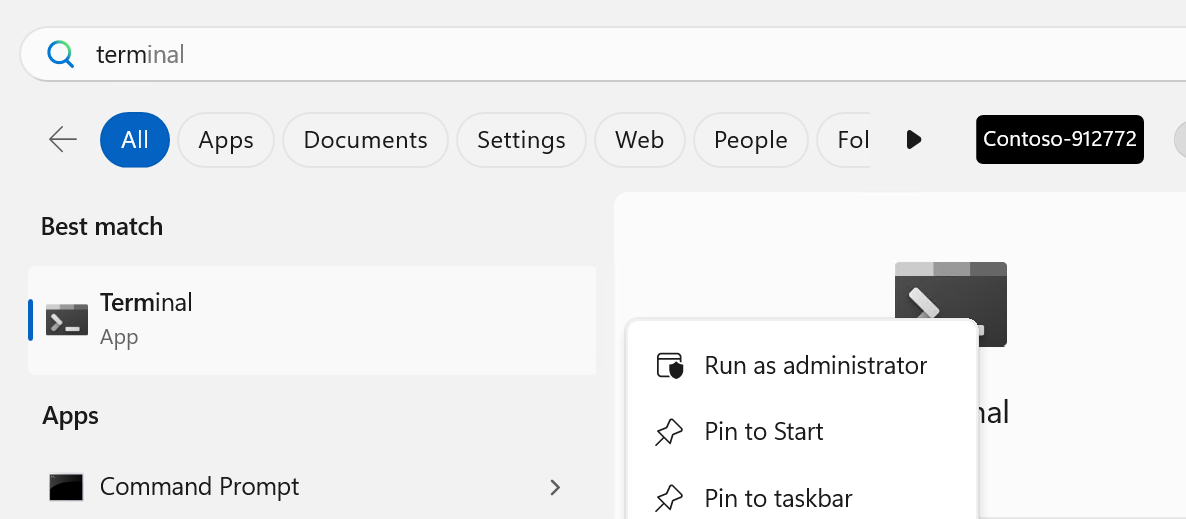 terminal
All Apps Documents Settings Web People Fol Contoso-912772
Best match
Terminal
App
Apps
Command Prompt
Run as administrator
Pin to Start
Pin to taskbar